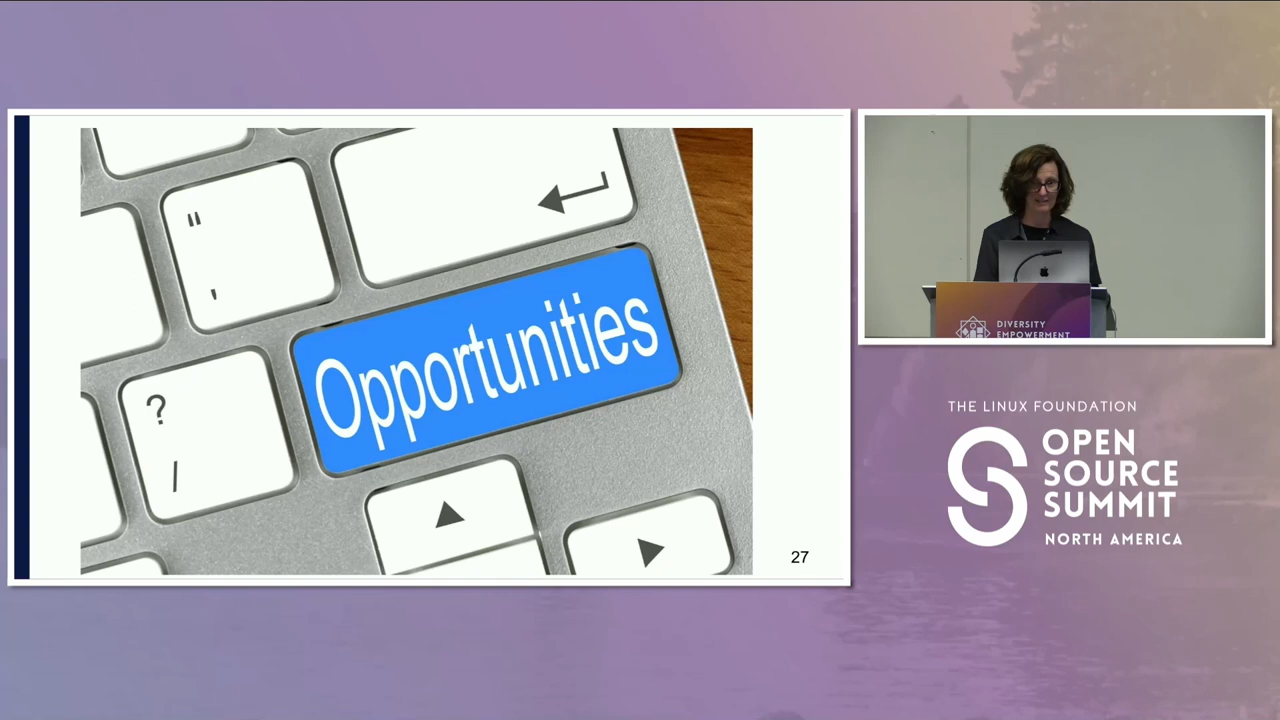 "
'
?
/
Opportunities
27
DIVERSITY
EMPOWERMENT
THE LINUX FOUNDATION
OPEN
SOURCE
SUMMIT
NORTH AMERICA